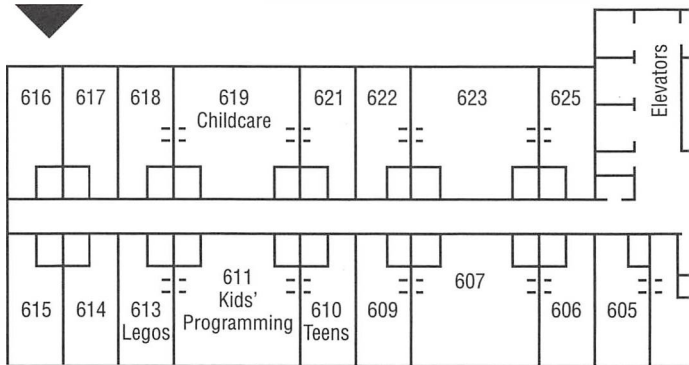 616 617 618 619 621 622 623 625
Childcare
Elevators
615 614 613 611 610 609 607 606 605
Legos Kids' Teens
Programming